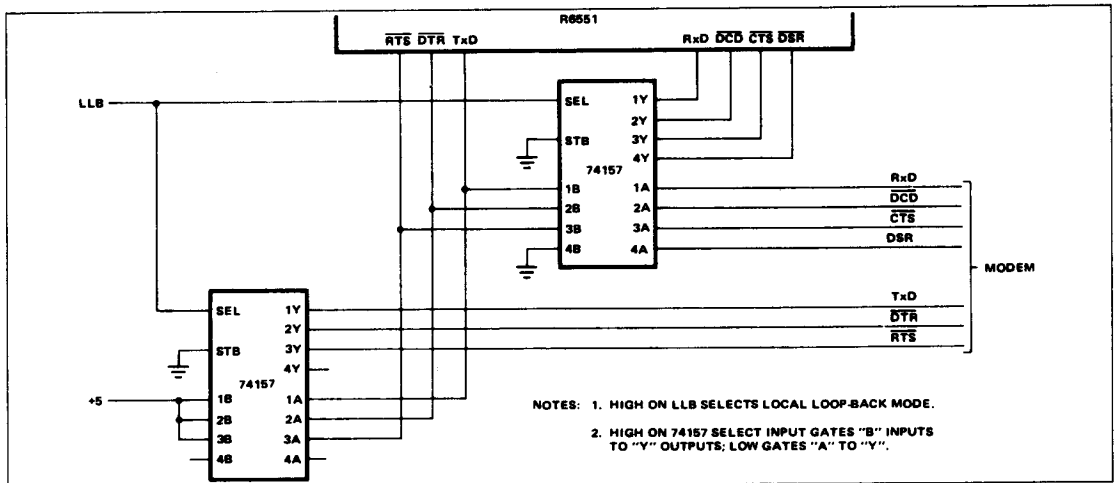 R6551
RTS DTR TxD RxD DCD CTS DSR
LLB
SEL 1Y
2Y
STB 3Y
4Y
74157
1B 1A RxD
2B 2A DCD
3B 3A CTS
4B 4A DSR
MODEM
SEL 1Y TxD
2Y DTR
STB 3Y RTS
4Y
74157
+5 1B 1A
2B 2A
3B 3A
4B 4A
NOTES: 1. HIGH ON LLB SELECTS LOCAL LOOP-BACK MODE.
2. HIGH ON 74157 SELECT INPUT GATES "B" INPUTS
TO "Y" OUTPUTS; LOW GATES "A" TO "Y".